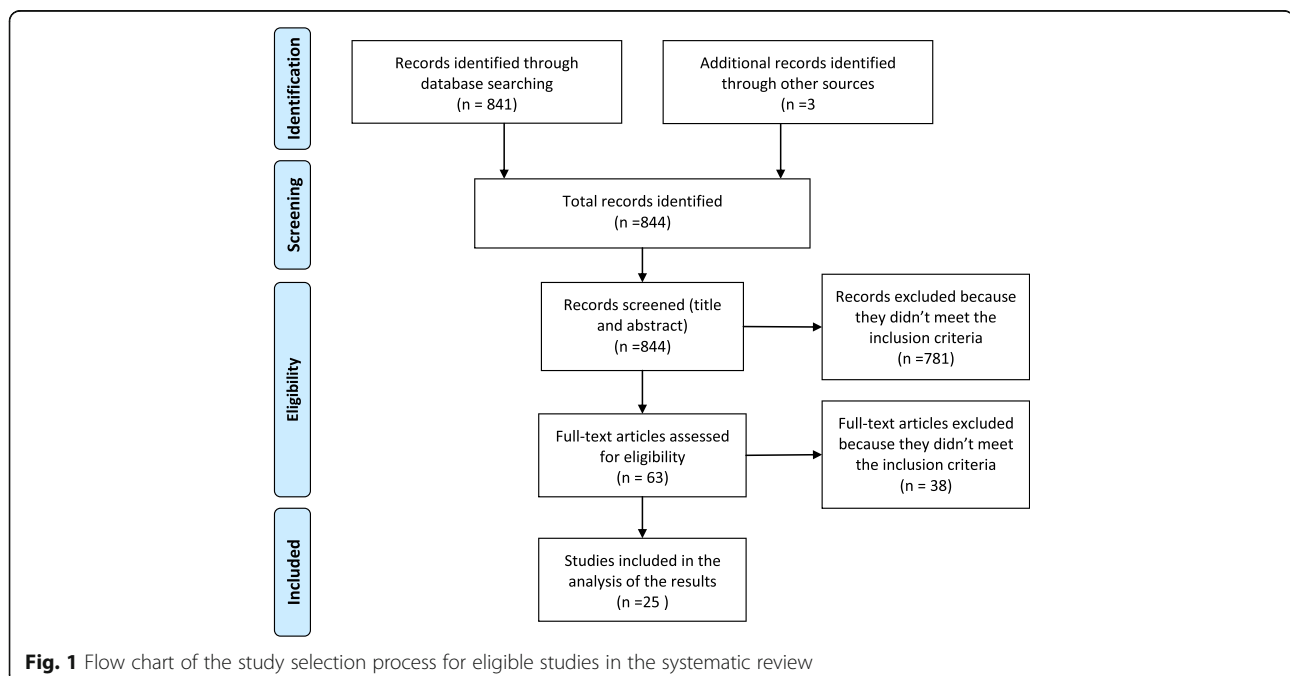 Identification
Records identified through
database searching
(n = 841)
Additional records identified
through other sources
(n =3
Screening
Total records identified
(n =844)
Eligibility
Records screened (title
and abstract)
(n =844)
Records excluded because
they didn’t meet the
inclusion criteria
(n =781)
Full-text articles assessed
for eligibility
(n = 63)
Full-text articles excluded
because they didn’t meet
the inclusion criteria
(n = 38)
Included
Studies included in the
analysis of the results
(n =25 )
Fig. 1 Flow chart of the study selection process for eligible studies in the systematic review